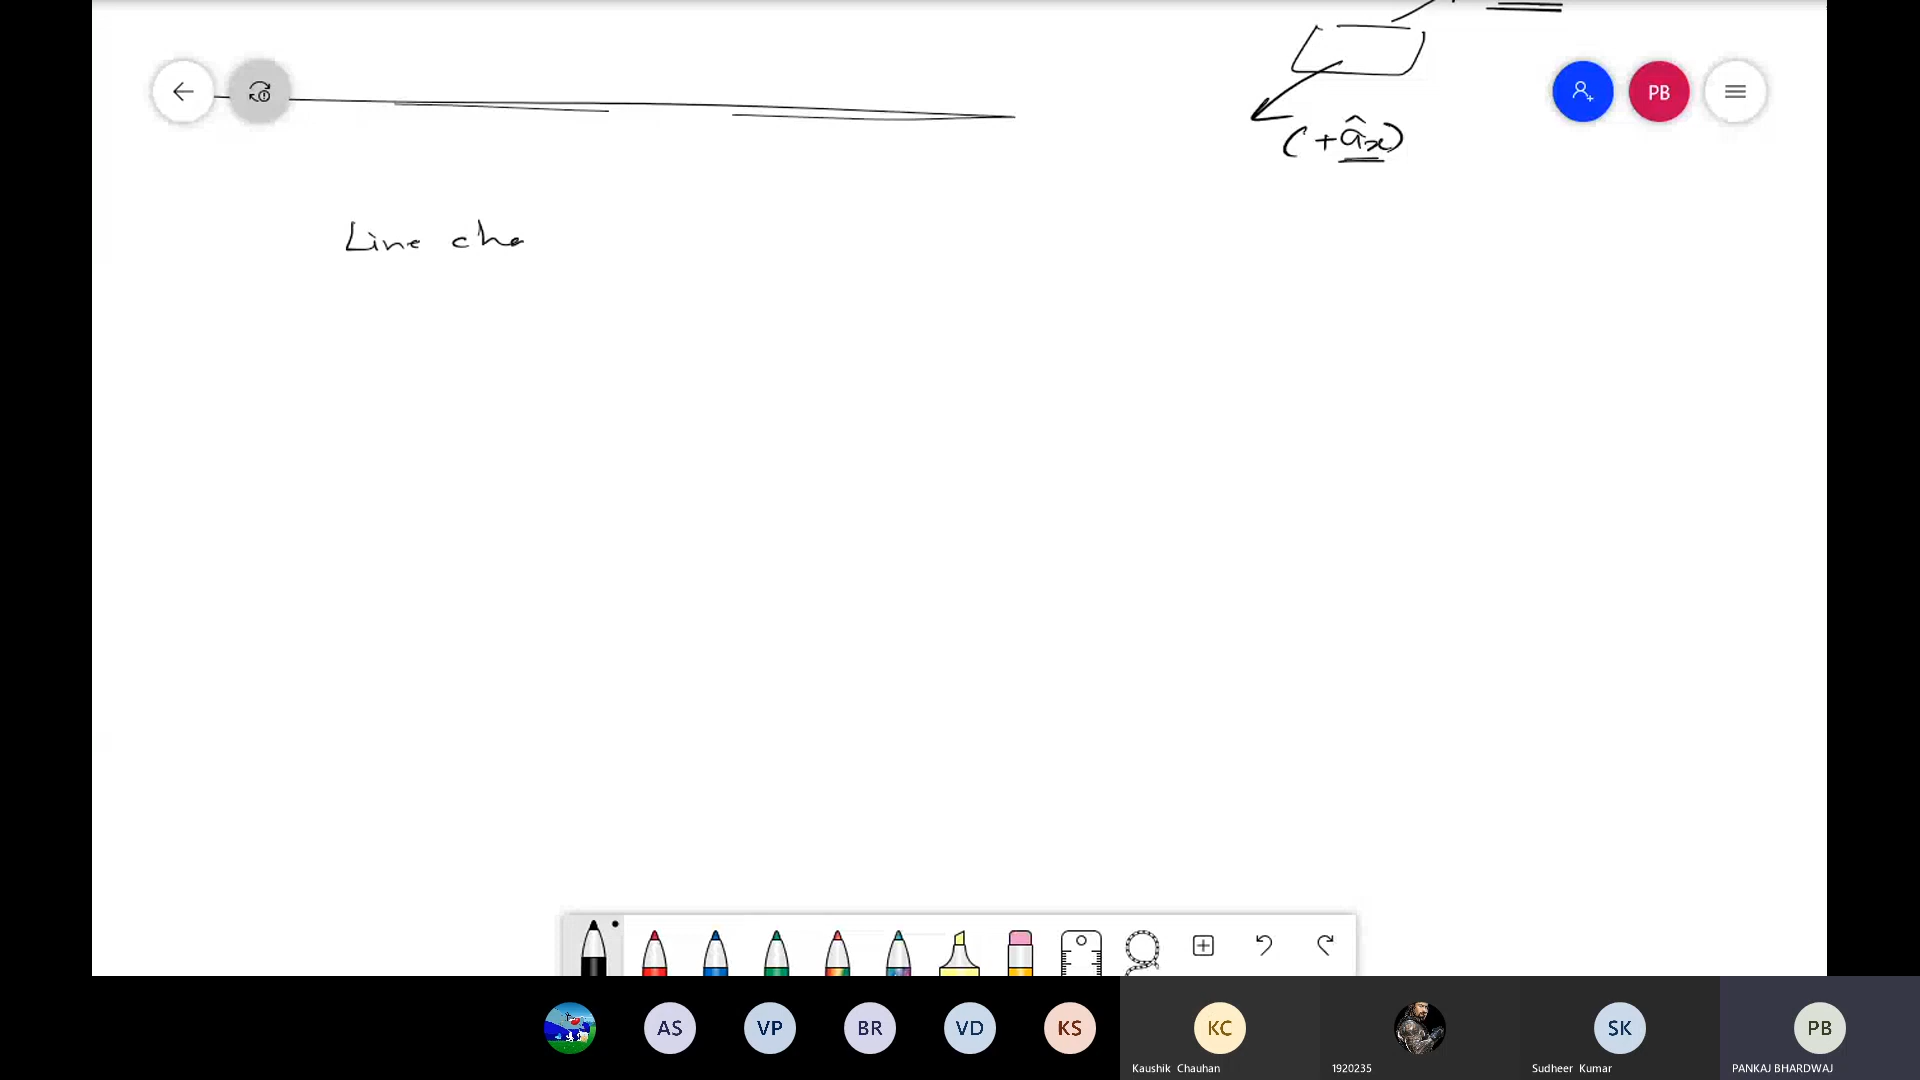 (+âx)
PB
Line cha
AS
VP
BR
VD
KS
KC
SK
PB
Kaushik Chauhan
1920235
Sudheer Kumar
PANKAJ BHARDWAJ